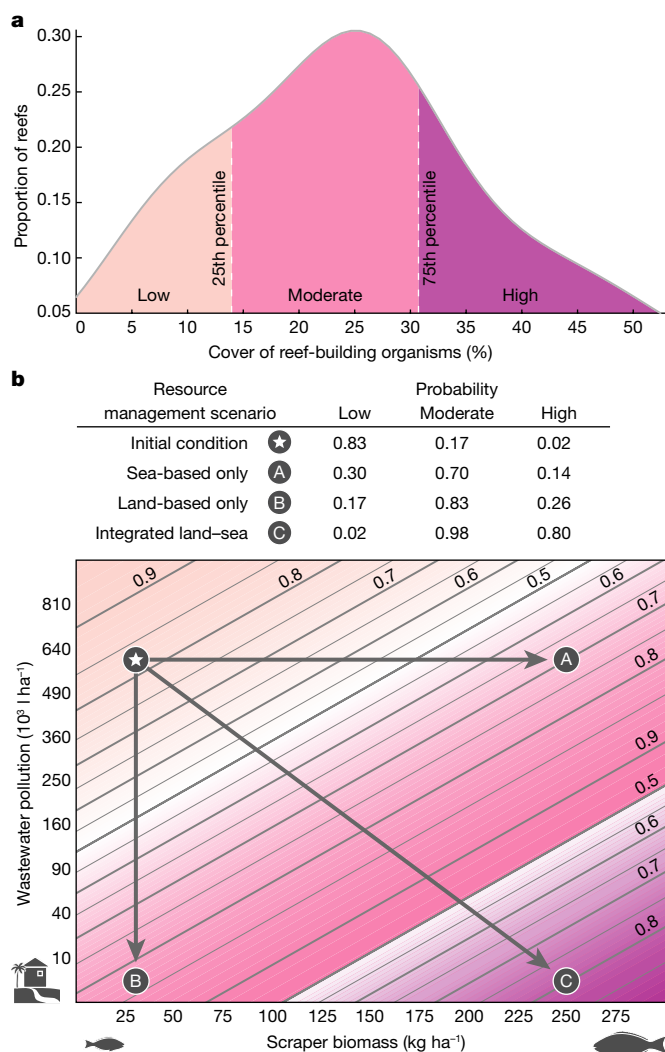 a
0.30
0.25
0.20
0.15
0.10
0.05
Proportion of reefs
25th percentile
75th percentile
Low
Moderate
High
0 5 10 15 20 25 30 35 40 45 50
Cover of reef-building organisms (%)
b
Resource Probability
management scenario Low Moderate High
Initial condition 0.83 0.17 0.02
Sea-based only A 0.30 0.70 0.14
Land-based only B 0.17 0.83 0.26
Integrated land–sea C 0.02 0.98 0.80
0.9 0.8 0.7 0.6 0.5 0.6
0.7
0.8
0.9
0.5
0.6
0.7
0.8
A
B
C
810
640
490
360
250
160
90
40
10
Wastewater pollution (10³ l ha⁻¹)
25 50 75 100 125 150 175 200 225 250 275
Scraper biomass (kg ha⁻¹)